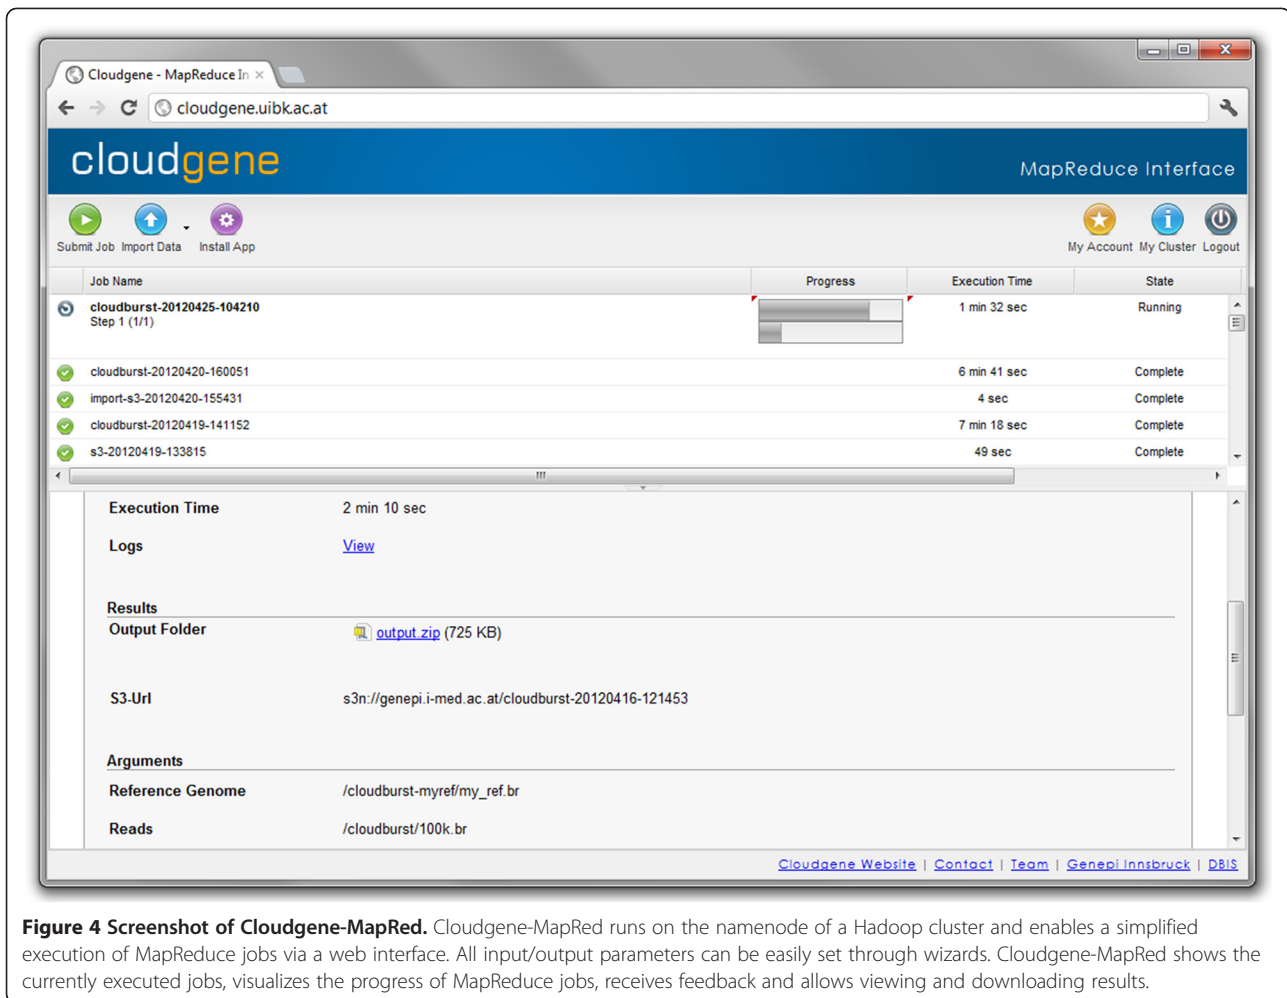 Cloudgene - MapReduce In
cloudgene.uibk.ac.at
cloudgene
MapReduce Interface
Submit Job Import Data Install App
My Account My Cluster Logout
Job Name Progress Execution Time State
cloudburst-20120425-104210 1 min 32 sec Running
Step 1 (1/1)
cloudburst-20120420-160051 6 min 41 sec Complete
import-s3-20120420-155431 4 sec Complete
cloudburst-20120419-141152 7 min 18 sec Complete
s3-20120419-133815 49 sec Complete
Execution Time 2 min 10 sec
Logs View
Results
Output Folder output.zip (725 KB)
S3-Url s3n://genepi.i-med.ac.at/cloudburst-20120416-121453
Arguments
Reference Genome /cloudburst-myref/my_ref.br
Reads /cloudburst/100k.br
Cloudgene Website | Contact | Team | Genepi Innsbruck | DBIS
Figure 4 Screenshot of Cloudgene-MapRed. Cloudgene-MapRed runs on the namenode of a Hadoop cluster and enables a simplified
execution of MapReduce jobs via a web interface. All input/output parameters can be easily set through wizards. Cloudgene-MapRed shows the
currently executed jobs, visualizes the progress of MapReduce jobs, receives feedback and allows viewing and downloading results.